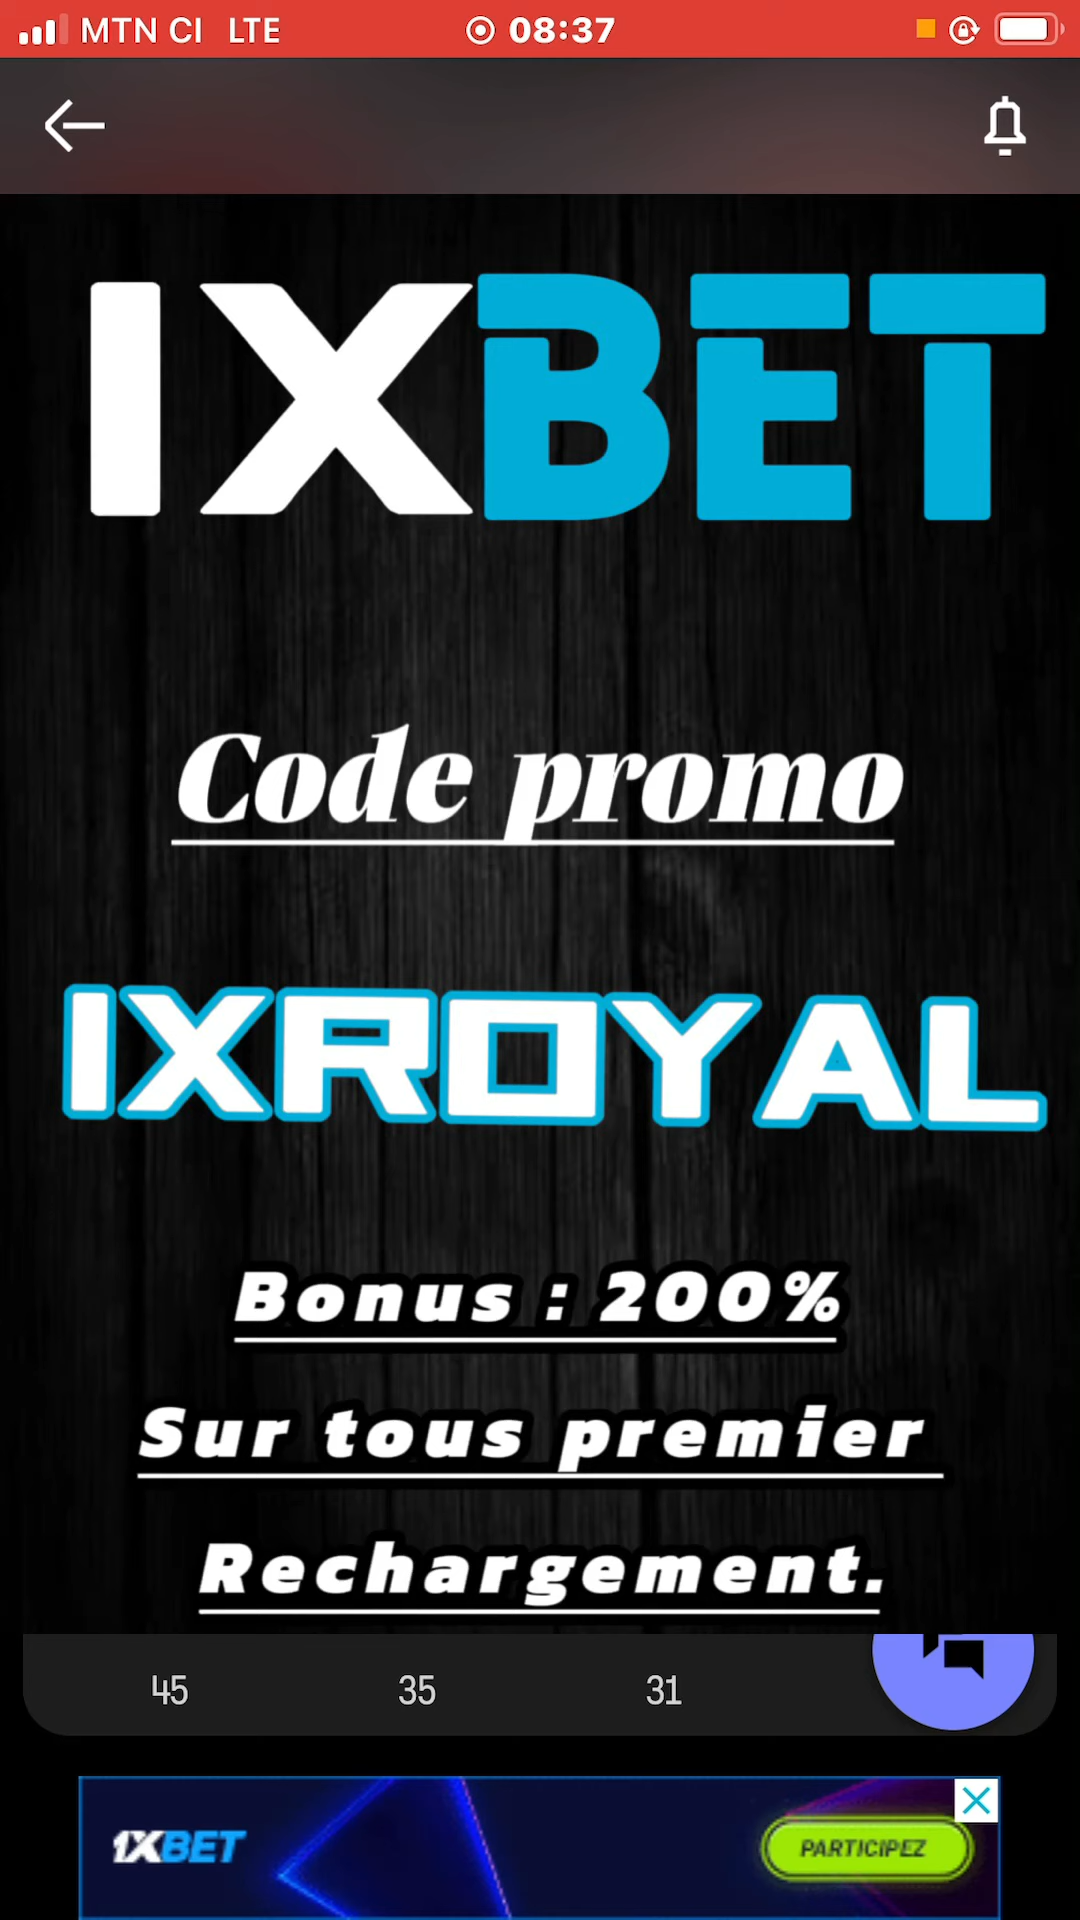 MTN CI LTE 08:37
1XBET
Code promo
1XROYAL
Bonus : 200%
Sur tous premier
Rechargement.
45 35 31
1XBET PARTICIPEZ